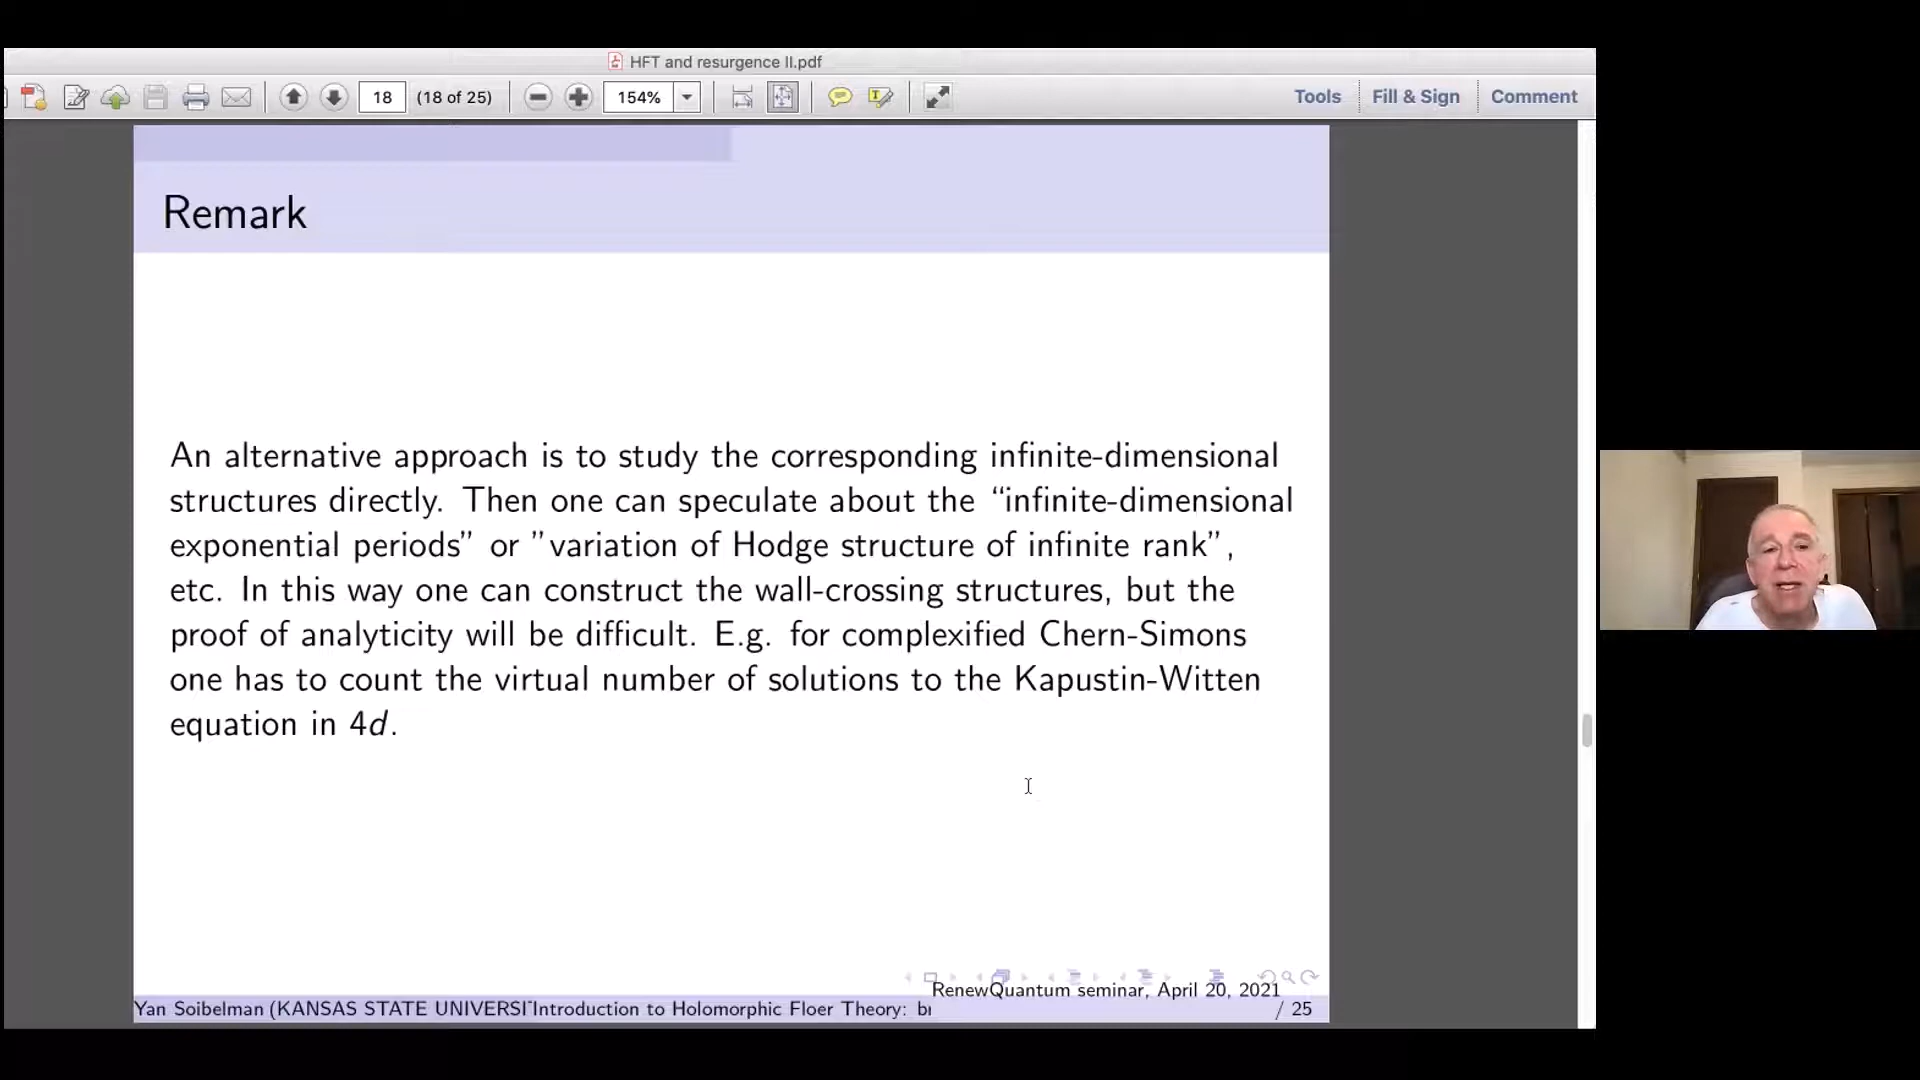 HFT and resurgence II.pdf
18 (18 of 25) 154% Tools Fill & Sign Comment
Remark
An alternative approach is to study the corresponding infinite-dimensional
structures directly. Then one can speculate about the “infinite-dimensional
exponential periods” or ”variation of Hodge structure of infinite rank”,
etc. In this way one can construct the wall-crossing structures, but the
proof of analyticity will be difficult. E.g. for complexified Chern-Simons
one has to count the virtual number of solutions to the Kapustin-Witten
equation in 4d.
RenewQuantum seminar, April 20, 2021
Yan Soibelman (KANSAS STATE UNIVERSI Introduction to Holomorphic Floer Theory: / 25